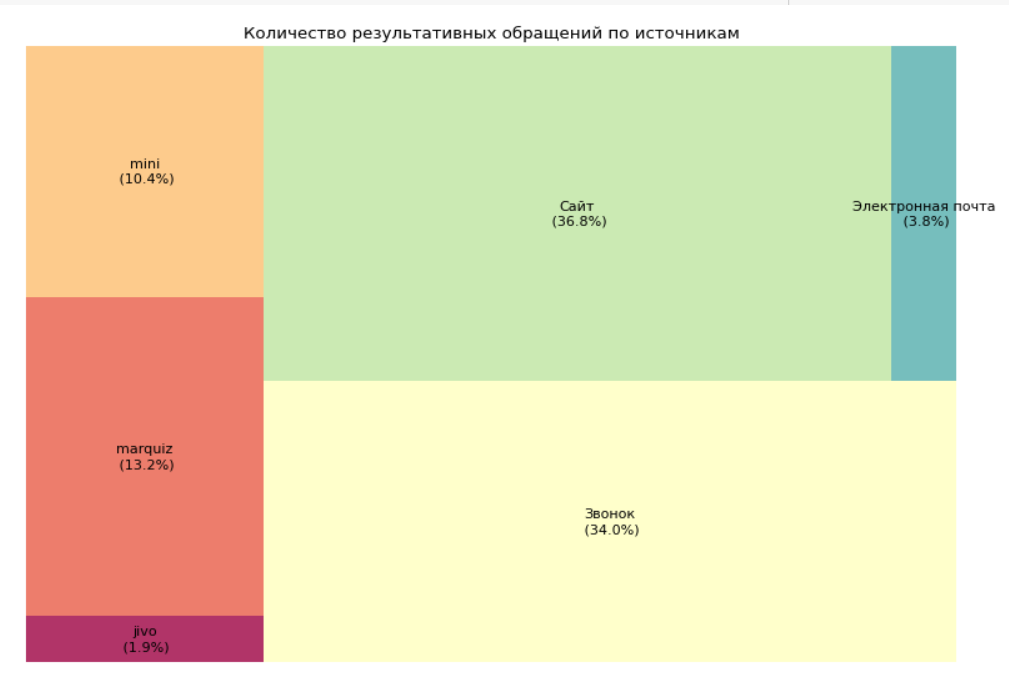 Количество результативных обращений по источникам
mini
(10.4%)
Сайт
(36.8%)
Электронная почта
(3.8%)
marquiz
(13.2%)
Звонок
(34.0%)
jivo
(1.9%)